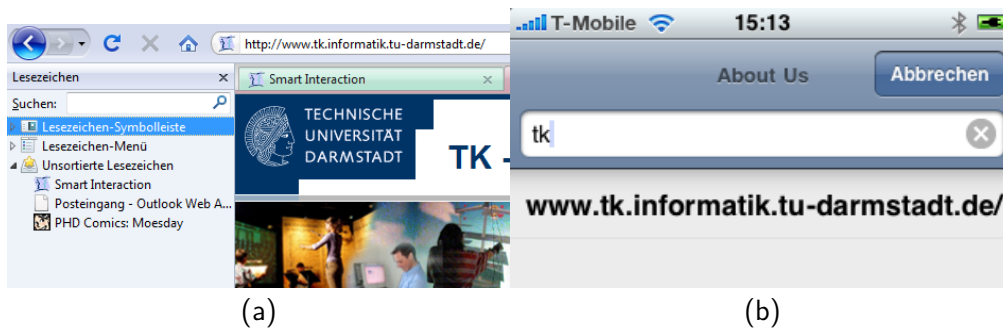 http://www.tk.informatik.tu-darmstadt.de/
Lesezeichen
Suchen:
Lesezeichen-Symbolleiste
Lesezeichen-Menü
Unsortierte Lesezeichen
Smart Interaction
Posteingang - Outlook Web A...
PHD Comics: Moesday
Smart Interaction
TECHNISCHE
UNIVERSITÄT
DARMSTADT
TK -
(a)
T-Mobile 15:13
About Us Abbrechen
tk
www.tk.informatik.tu-darmstadt.de/
(b)